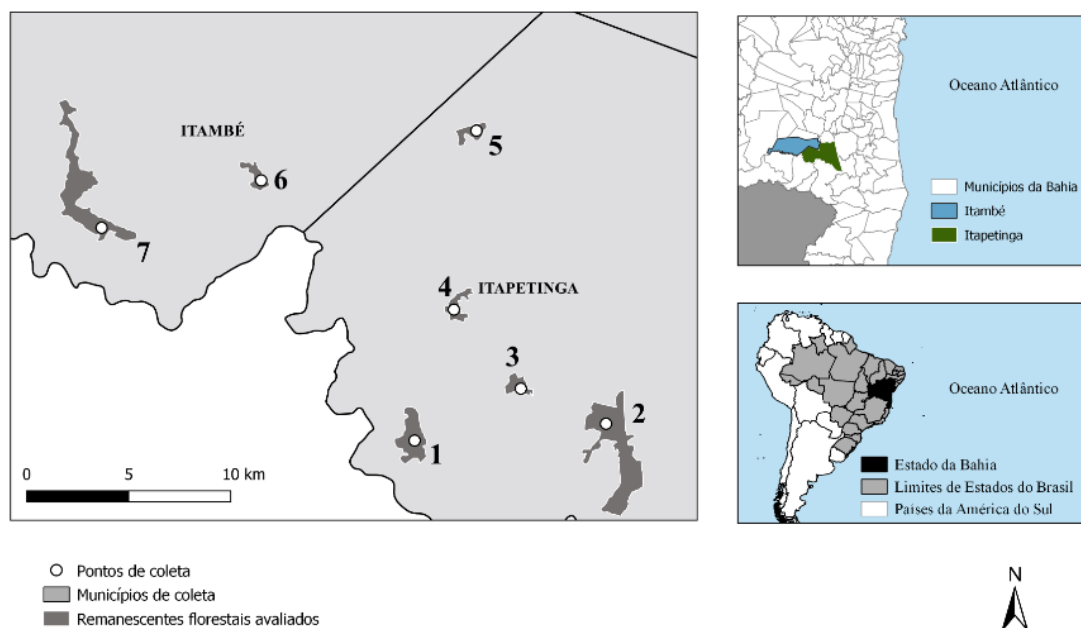 ITAMBÉ
5
6
7
4
ITAPETINGA
3
2
1
0 5 10 km
Oceano Atlântico
Municípios da Bahia
Itambé
Itapetinga
Oceano Atlântico
Estado da Bahia
Limites de Estados do Brasil
Países da América do Sul
Pontos de coleta
Municípios de coleta
Remanescentes florestais avaliados
N